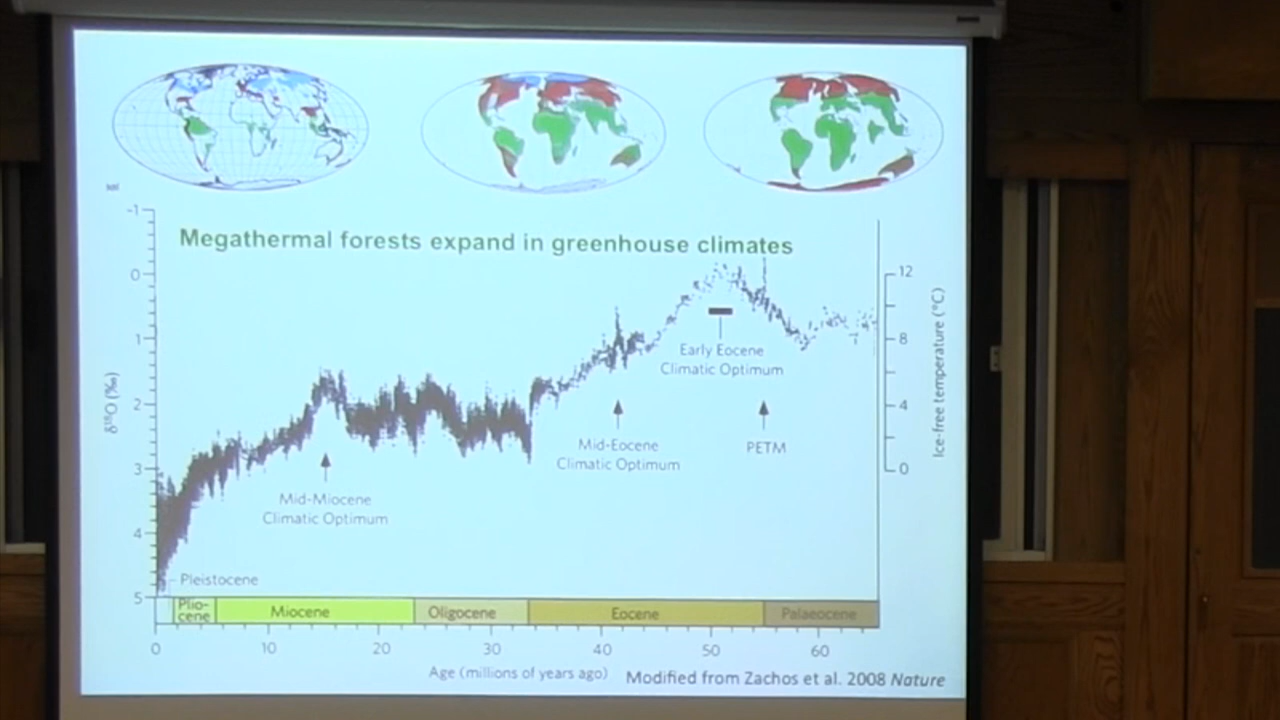 Megathermal forests expand in greenhouse climates
-1
0
1
2
3
4
5
δ¹⁸O (‰)
12
8
4
0
Ice-free temperature (°C)
Early Eocene
Climatic Optimum
Mid-Eocene
Climatic Optimum
PETM
Mid-Miocene
Climatic Optimum
Pleistocene
Plio-
cene
Miocene
Oligocene
Eocene
Palaeocene
0
10
20
30
40
50
60
Age (millions of years ago)
Modified from Zachos et al. 2008 Nature